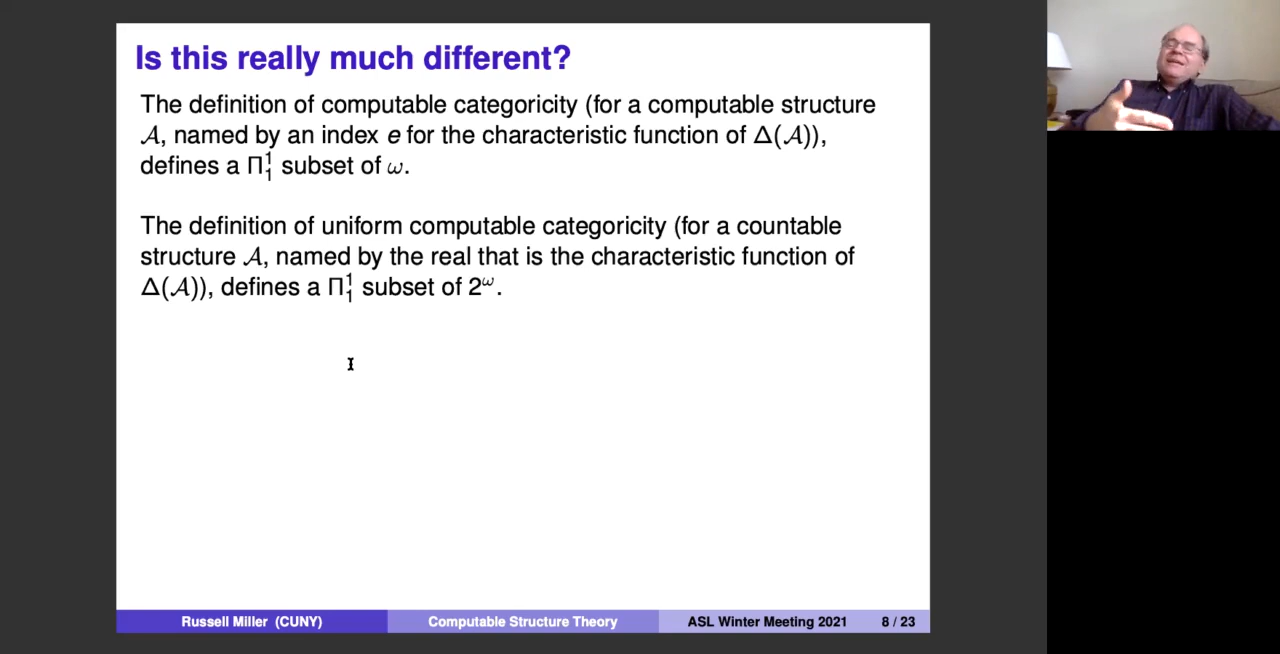 Is this really much different?
The definition of computable categoricity (for a computable structure
𝒜, named by an index e for the characteristic function of Δ(𝒜)),
defines a Π¹₁ subset of ω.
The definition of uniform computable categoricity (for a countable
structure 𝒜, named by the real that is the characteristic function of
Δ(𝒜)), defines a Π¹₁ subset of 2^ω.
Russell Miller (CUNY) Computable Structure Theory ASL Winter Meeting 2021 8 / 23